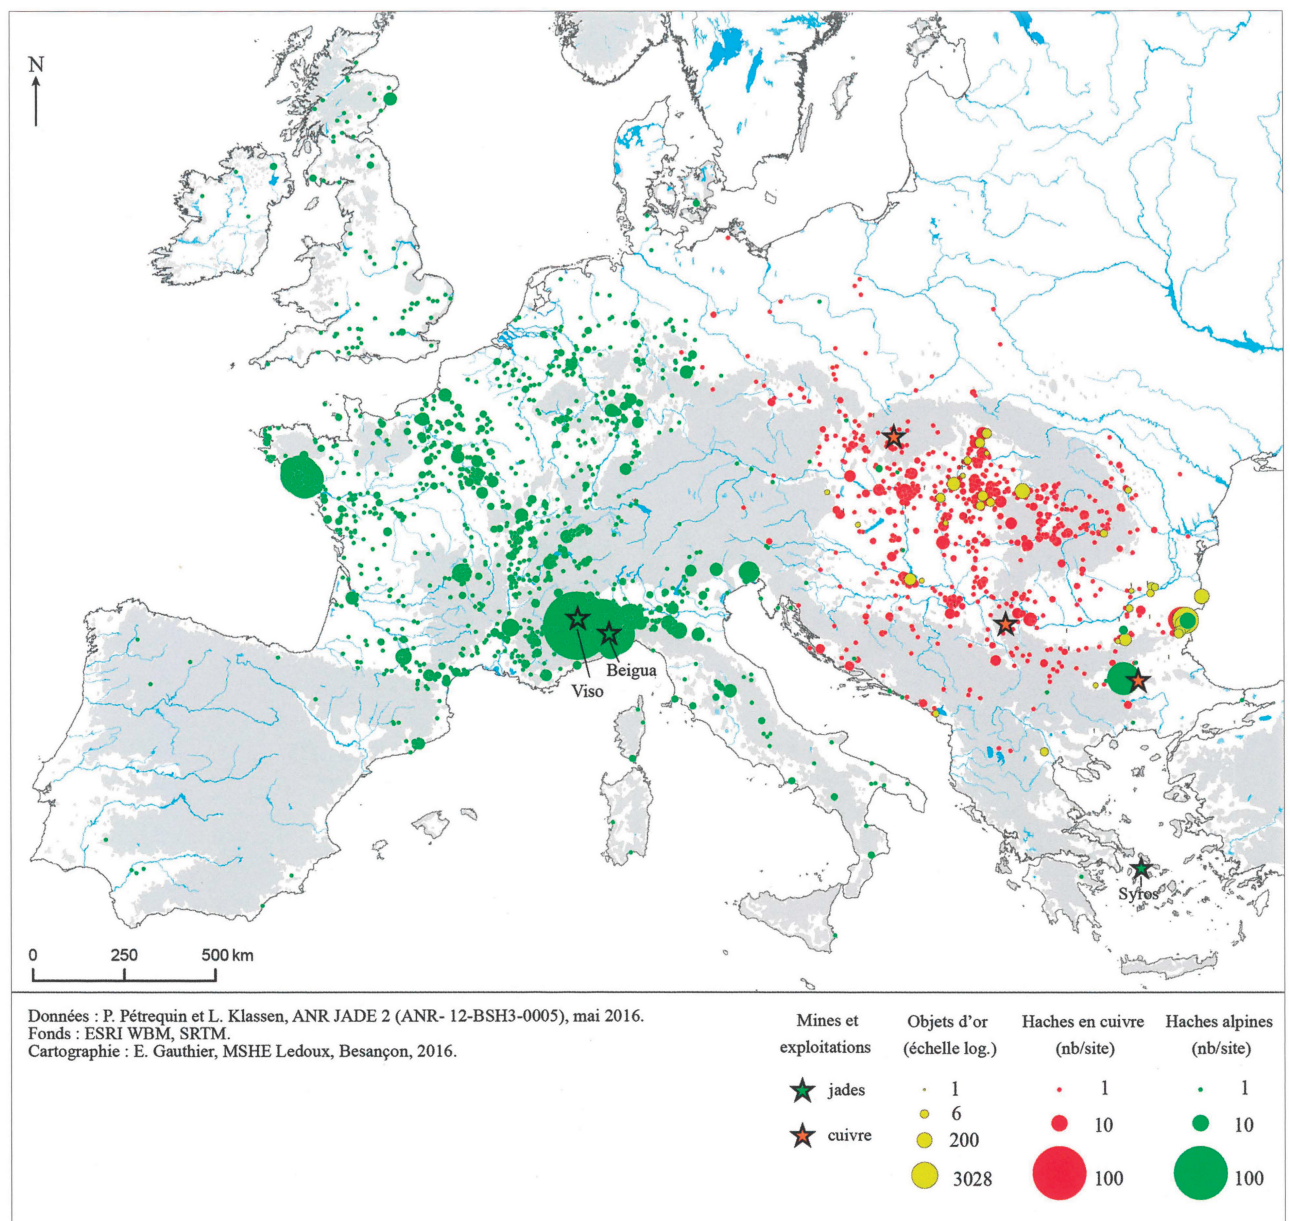 N
Beigua
Viso
Syros
0 250 500 km
Données : P. Pétrequin et L. Klassen, ANR JADE 2 (ANR- 12-BSH3-0005), mai 2016.
Fonds : ESRI WBM, SRTM.
Cartographie : E. Gauthier, MSHE Ledoux, Besançon, 2016.
Mines et
exploitations
jades
cuivre
Objets d’or
(échelle log.)
1
6
200
3028
Haches en cuivre
(nb/site)
1
10
100
Haches alpines
(nb/site)
1
10
100